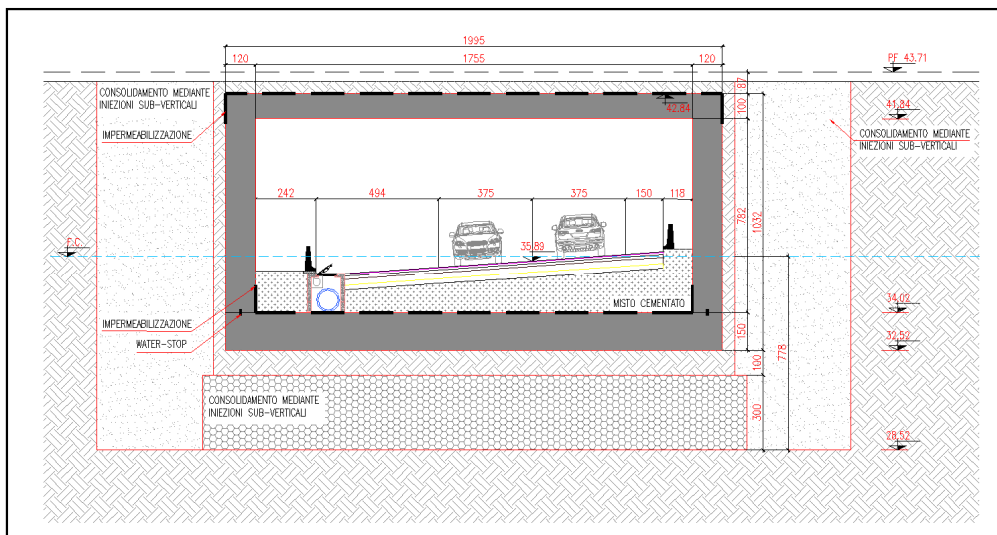 1995
120
1755
120
PF 43.71
87
CONSOLIDAMENTO MEDIANTE
INIEZIONI SUB-VERTICALI
42.84
100
41.84
IMPERMEABILIZZAZIONE
CONSOLIDAMENTO MEDIANTE
INIEZIONI SUB-VERTICALI
242
494
375
375
150
118
782
1032
F.C.
35.89
MISTO CEMENTATO
34.02
IMPERMEABILIZZAZIONE
WATER-STOP
150
32.52
778
100
CONSOLIDAMENTO MEDIANTE
INIEZIONI SUB-VERTICALI
300
28.52